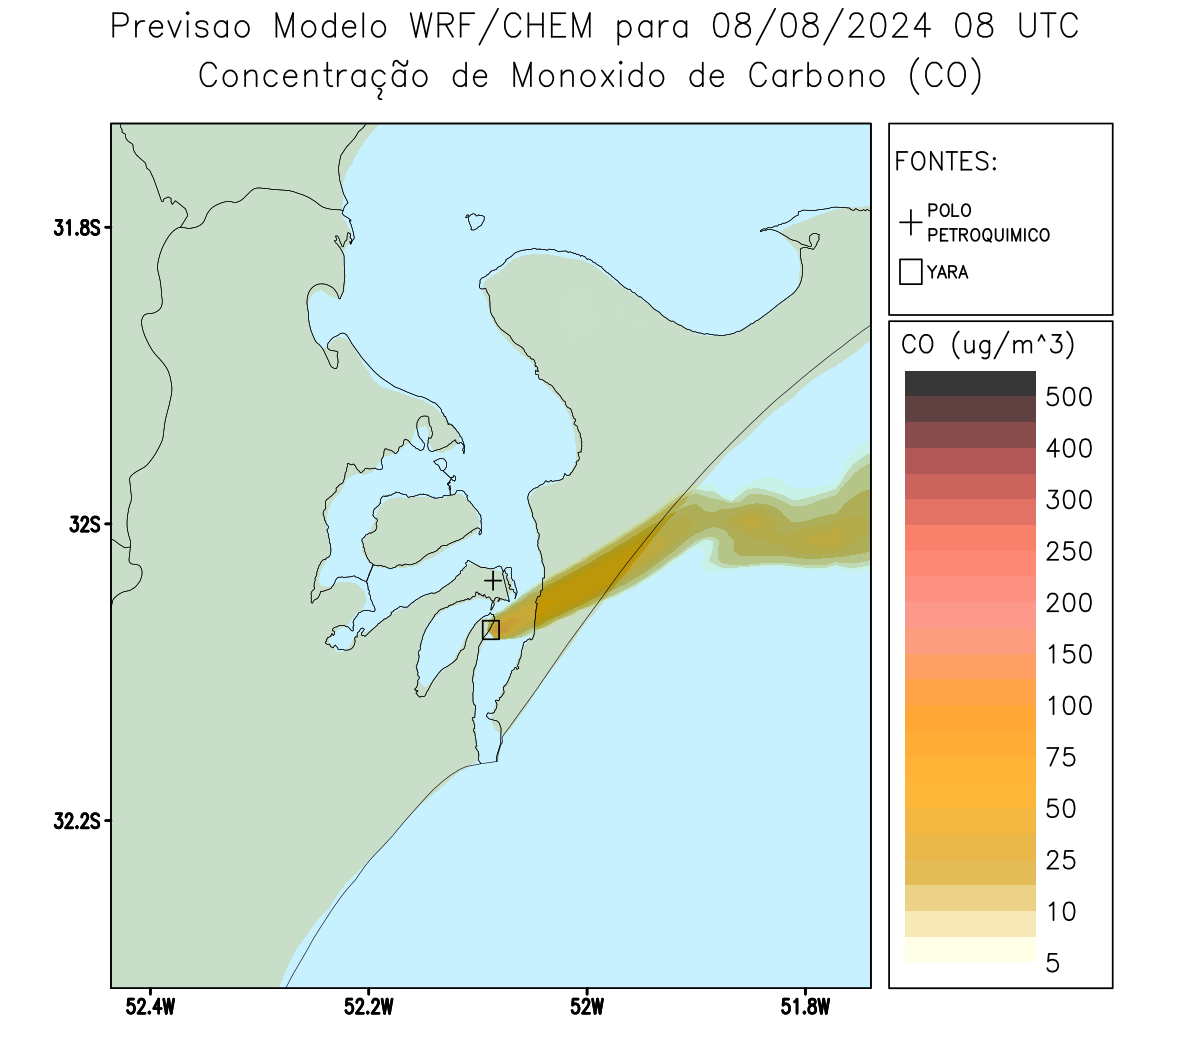 Previsao Modelo WRF/CHEM para 08/08/2024 08 UTC
Concentração de Monoxido de Carbono (CO)
FONTES:
POLO
PETROQUIMICO
YARA
CO (ug/m^3)
500
400
300
250
200
150
100
75
50
25
10
5
31.8S
32S
32.2S
52.4W
52.2W
52W
51.8W